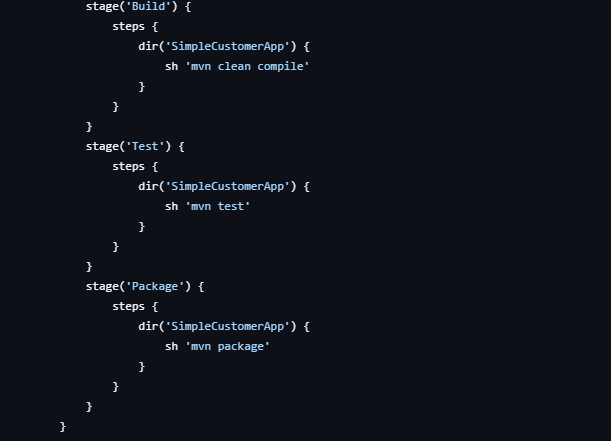 stage('Build') {
steps {
dir('SimpleCustomerApp') {
sh 'mvn clean compile'
}
}
}
stage('Test') {
steps {
dir('SimpleCustomerApp') {
sh 'mvn test'
}
}
}
stage('Package') {
steps {
dir('SimpleCustomerApp') {
sh 'mvn package'
}
}
}
}